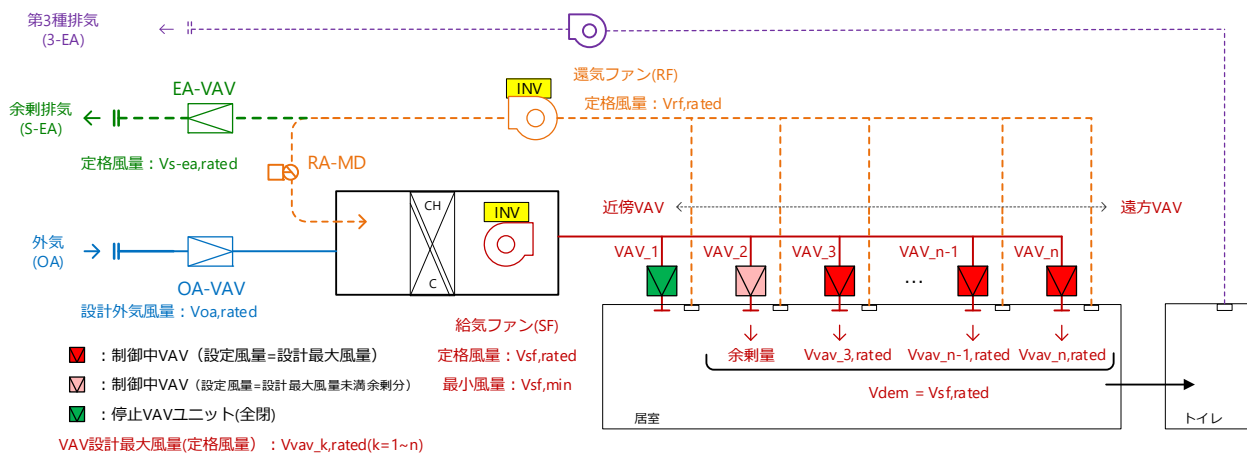 第3種排気
(3-EA)
還気ファン(RF)
INV
定格風量：Vrf,rated
EA-VAV
余剰排気
(S-EA)
定格風量：Vs-ea,rated
RA-MD
CH
C
INV
近傍VAV
遠方VAV
外気
(OA)
OA-VAV
設計外気風量：Voa,rated
VAV_1
VAV_2
VAV_3
VAV_n-1
VAV_n
…
給気ファン(SF)
定格風量：Vsf,rated
最小風量：Vsf,min
余剰量
Vvav_3,rated
Vvav_n-1,rated
Vvav_n,rated
Vdem = Vsf,rated
居室
トイレ
：制御中VAV（設定風量=設計最大風量）
：制御中VAV（設定風量=設計最大風量未満余剰分）
：停止VAVユニット(全閉)
VAV設計最大風量(定格風量）：Vvav_k,rated(k=1~n)